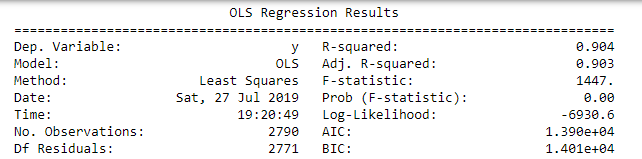 OLS Regression Results
==============================================================================
Dep. Variable: y R-squared: 0.904
Model: OLS Adj. R-squared: 0.903
Method: Least Squares F-statistic: 1447.
Date: Sat, 27 Jul 2019 Prob (F-statistic): 0.00
Time: 19:20:49 Log-Likelihood: -6930.6
No. Observations: 2790 AIC: 1.390e+04
Df Residuals: 2771 BIC: 1.401e+04